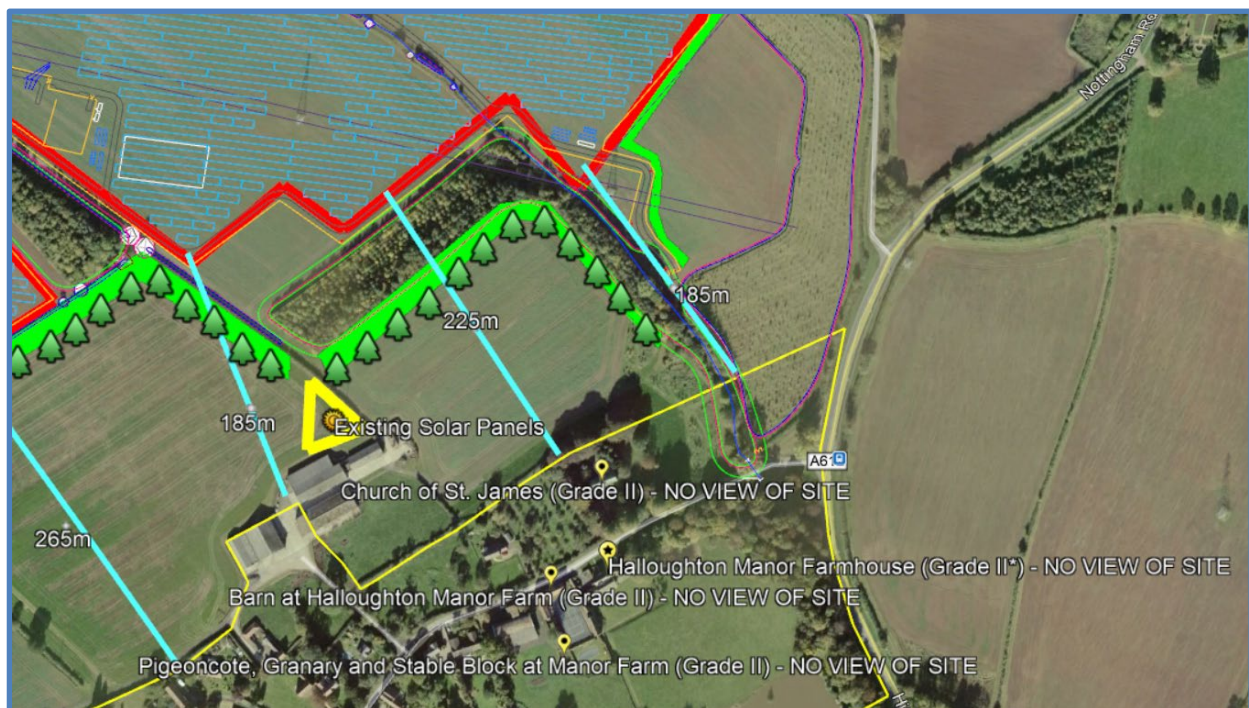 Nottingham Rd
185m
225m
185m
Existing Solar Panels
A61
Church of St. James (Grade II) - NO VIEW OF SITE
265m
Halloughton Manor Farmhouse (Grade II*) - NO VIEW OF SITE
Barn at Halloughton Manor Farm (Grade II) - NO VIEW OF SITE
Pigeoncote, Granary and Stable Block at Manor Farm (Grade II) - NO VIEW OF SITE